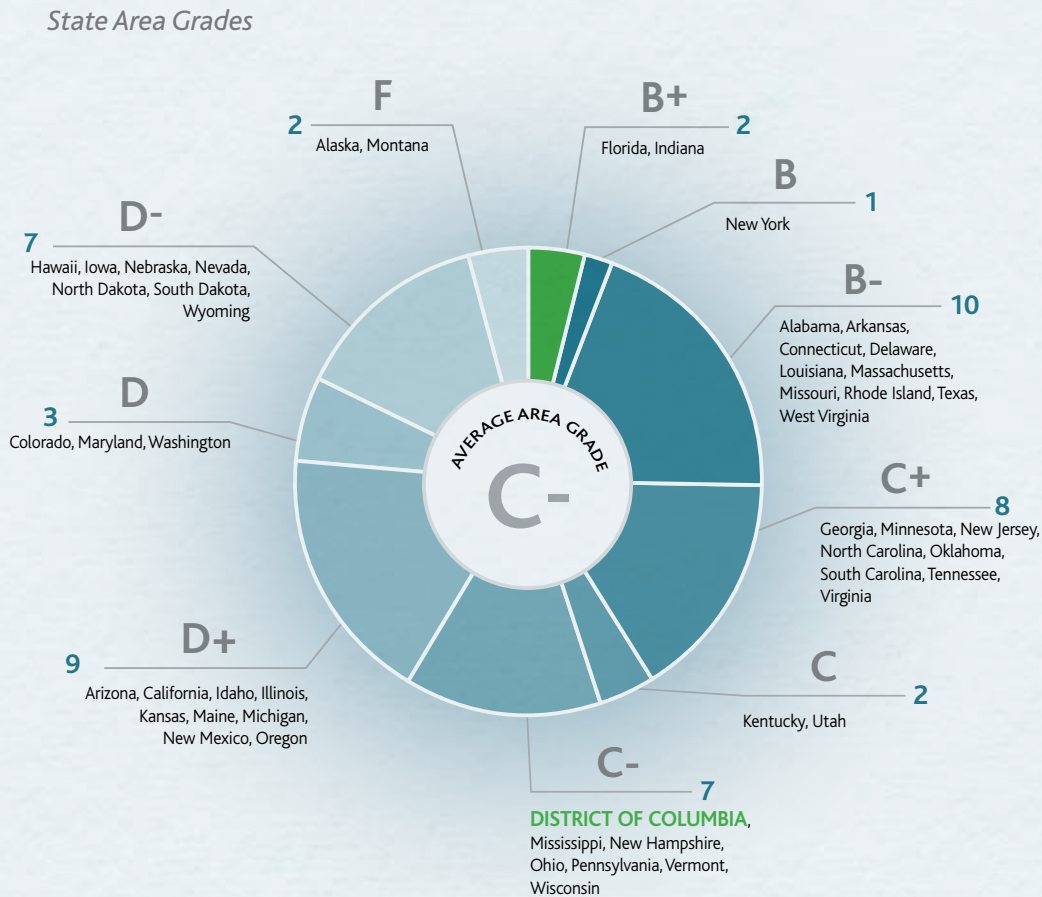 State Area Grades
F
2
Alaska, Montana
B+
2
Florida, Indiana
B
1
New York
B-
10
Alabama, Arkansas,
Connecticut, Delaware,
Louisiana, Massachusetts,
Missouri, Rhode Island, Texas,
West Virginia
C+
8
Georgia, Minnesota, New Jersey,
North Carolina, Oklahoma,
South Carolina, Tennessee,
Virginia
C
2
Kentucky, Utah
C-
7
DISTRICT OF COLUMBIA,
Mississippi, New Hampshire,
Ohio, Pennsylvania, Vermont,
Wisconsin
D+
9
Arizona, California, Idaho, Illinois,
Kansas, Maine, Michigan,
New Mexico, Oregon
D
3
Colorado, Maryland, Washington
D-
7
Hawaii, Iowa, Nebraska, Nevada,
North Dakota, South Dakota,
Wyoming
AVERAGE AREA GRADE
C-